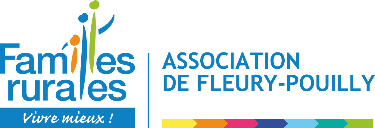 Familles
rurales
Vivre mieux !
ASSOCIATION
DE FLEURY-POUILLY